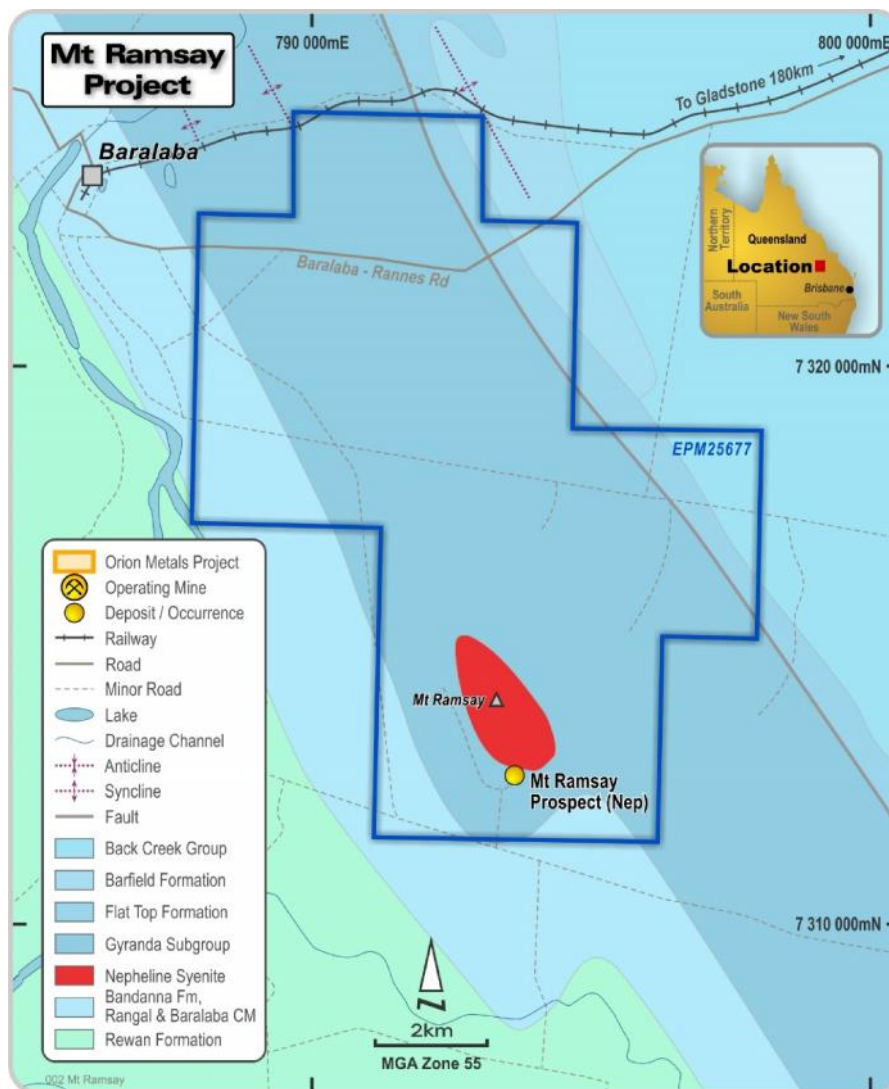 Mt Ramsay
Project
790 000mE
800 000mE
To Gladstone 180km
Baralaba
Baralaba - Rannes Rd
Northern
Territory
Queensland
Location
Brisbane
South
Australia
New South
Wales
7 320 000mN
EPM25677
Mt Ramsay
Mt Ramsay
Prospect (Nep)
Orion Metals Project
Operating Mine
Deposit / Occurrence
Railway
Road
Minor Road
Lake
Drainage Channel
Anticline
Syncline
Fault
Back Creek Group
Barfield Formation
Flat Top Formation
Gyranda Subgroup
Nepheline Syenite
Bandanna Fm,
Rangal & Baralaba CM
Rewan Formation
7 310 000mN
N
2km
MGA Zone 55
002 Mt Ramsay